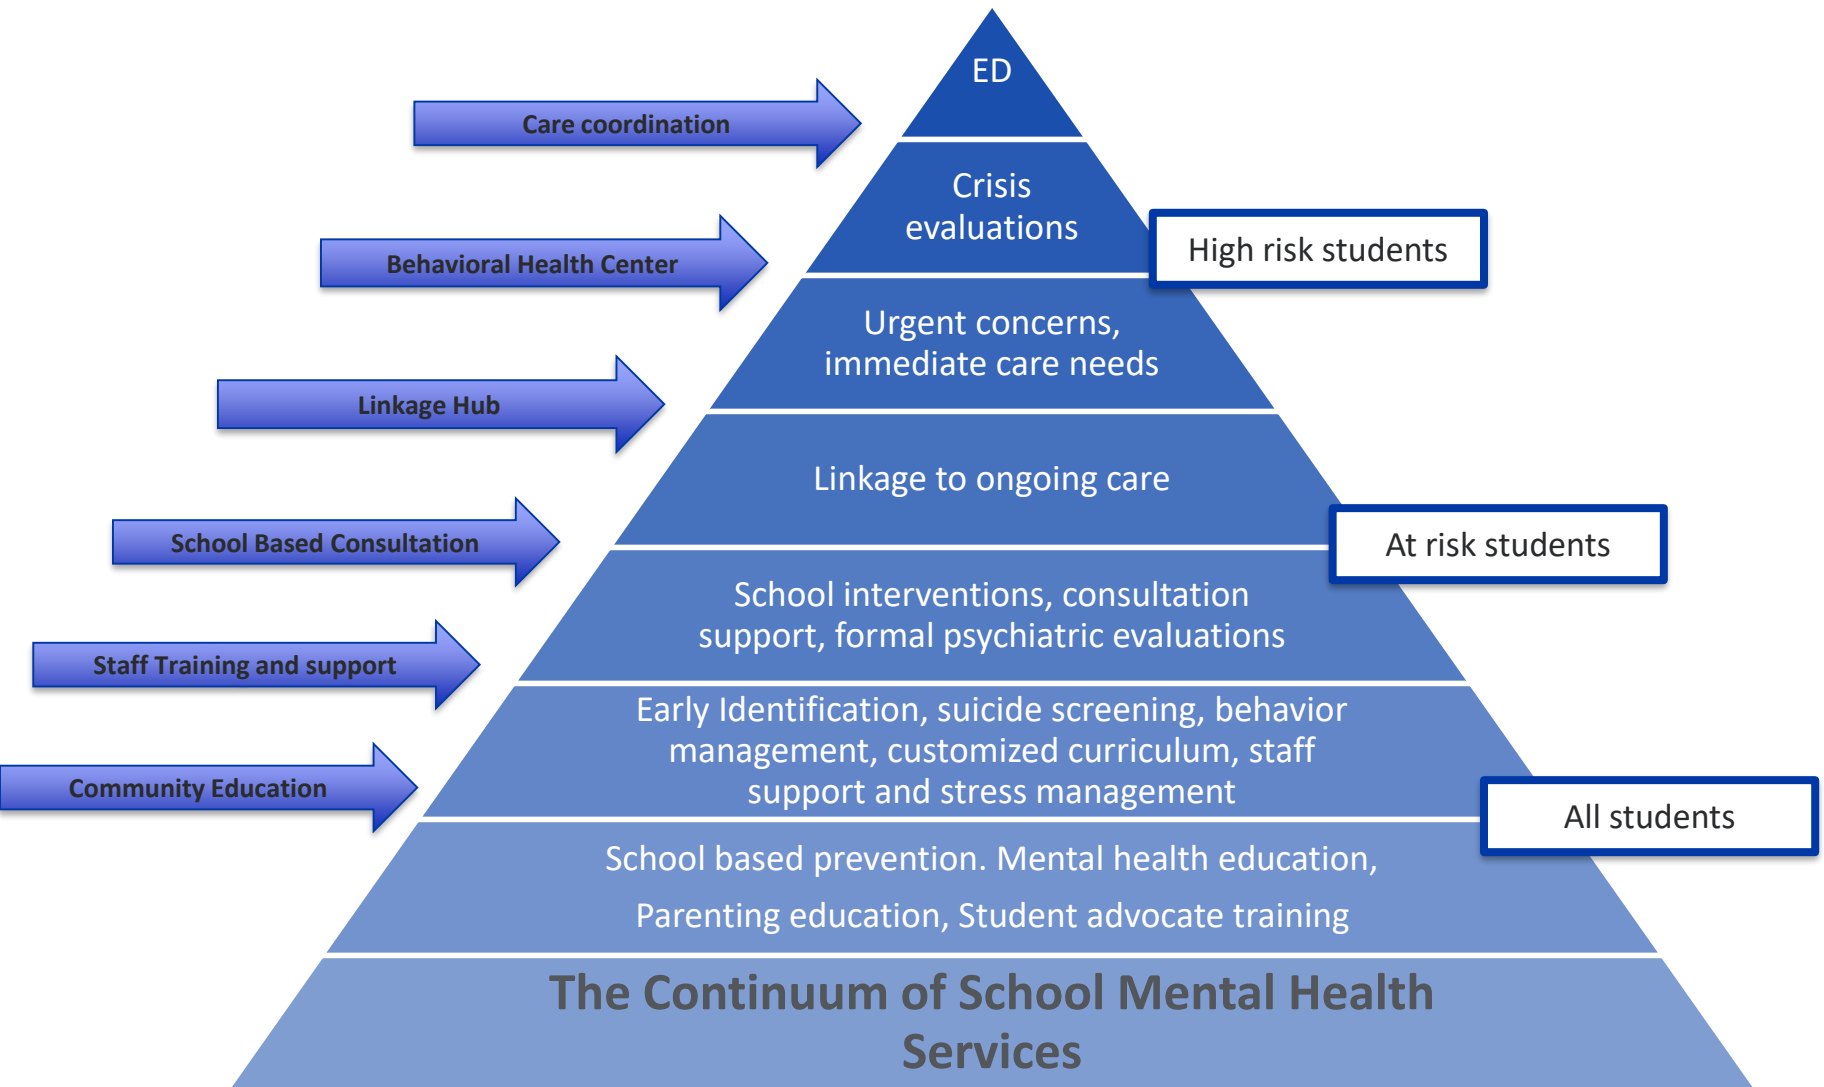 ED
Care coordination
Crisis
evaluations
High risk students
Behavioral Health Center
Urgent concerns,
immediate care needs
Linkage Hub
Linkage to ongoing care
At risk students
School Based Consultation
School interventions, consultation
support, formal psychiatric evaluations
Staff Training and support
Early Identification, suicide screening, behavior
management, customized curriculum, staff
support and stress management
Community Education
All students
School based prevention. Mental health education,
Parenting education, Student advocate training
The Continuum of School Mental Health
Services